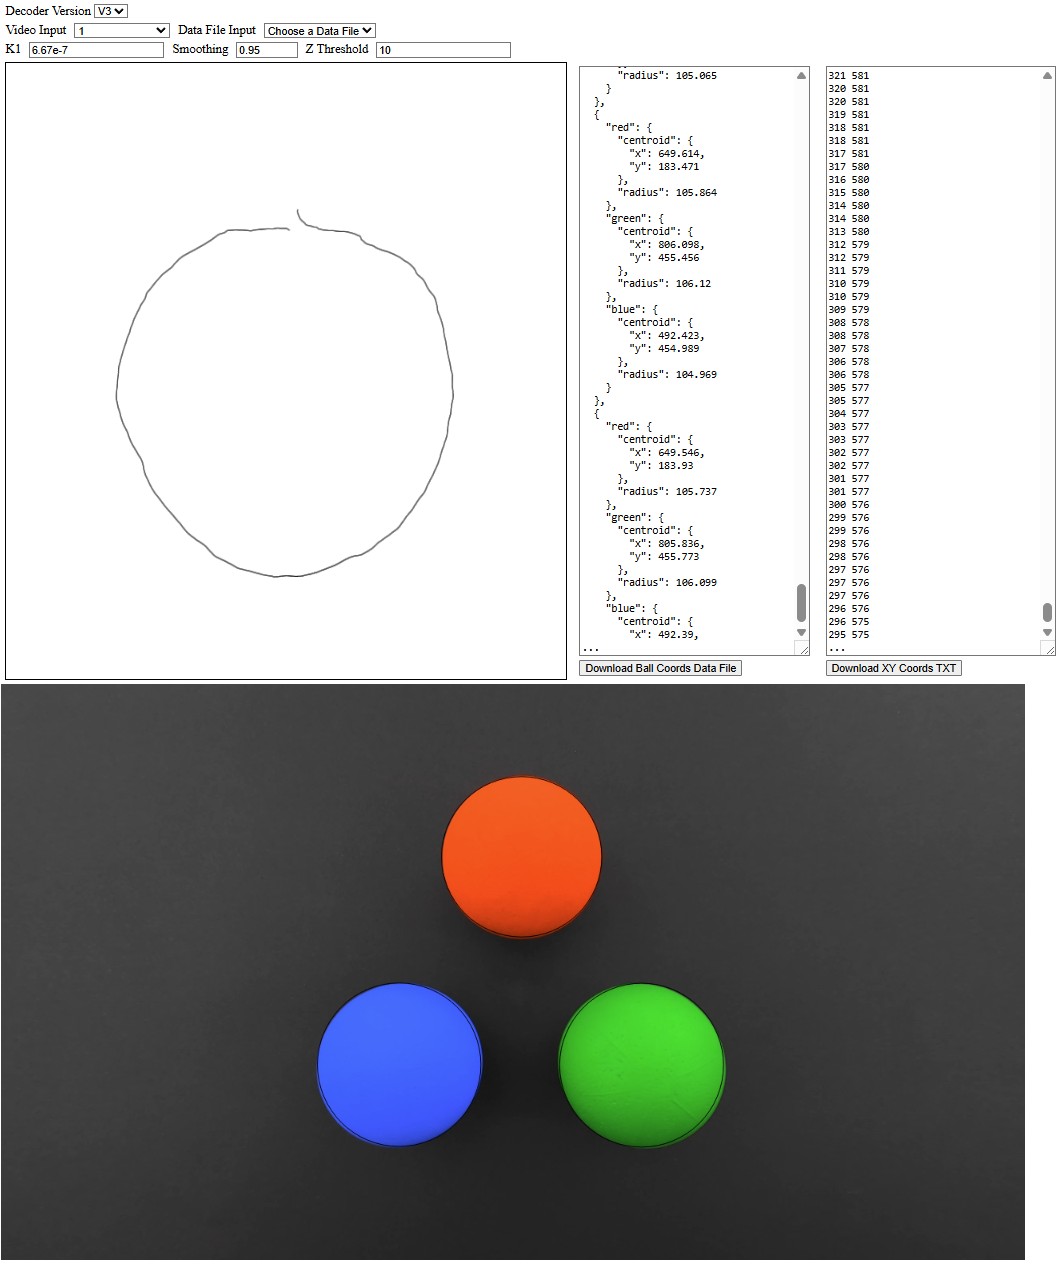 Decoder Version V3
Video Input 1 Data File Input Choose a Data File
K1 6.67e-7 Smoothing 0.95 Z Threshold 10
"radius": 105.065
}
},
{
"red": {
"centroid": {
"x": 649.614,
"y": 183.471
},
"radius": 105.864
},
"green": {
"centroid": {
"x": 806.098,
"y": 455.456
},
"radius": 106.12
},
"blue": {
"centroid": {
"x": 492.423,
"y": 454.989
},
"radius": 104.969
}
},
{
"red": {
"centroid": {
"x": 649.546,
"y": 183.93
},
"radius": 105.737
},
"green": {
"centroid": {
"x": 805.836,
"y": 455.773
},
"radius": 106.099
},
"blue": {
"centroid": {
"x": 492.39,
...
Download Ball Coords Data File
321 581
320 581
320 581
319 581
318 581
318 581
317 581
317 580
316 580
315 580
314 580
314 580
313 580
312 579
312 579
311 579
310 579
310 579
309 579
308 578
308 578
307 578
306 578
306 578
305 577
305 577
304 577
303 577
303 577
302 577
302 577
301 577
301 577
300 576
299 576
299 576
298 576
298 576
297 576
297 576
297 576
296 576
296 575
295 575
...
Download XY Coords TXT